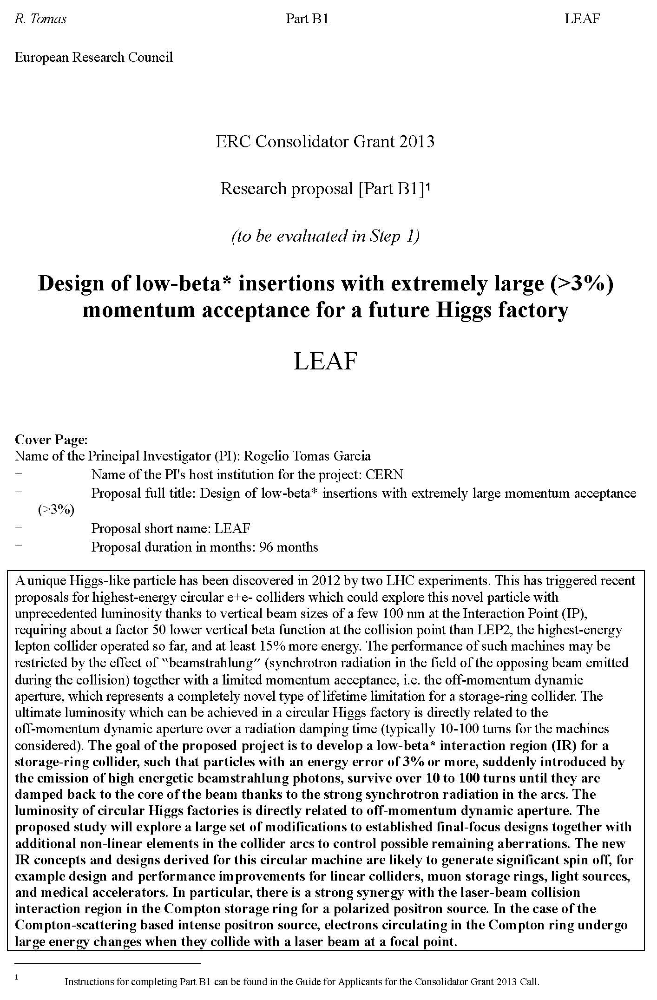 R. Tomas Part B1 LEAF
European Research Council
ERC Consolidator Grant 2013
Research proposal [Part B1]¹
(to be evaluated in Step 1)
Design of low-beta* insertions with extremely large (>3%)
momentum acceptance for a future Higgs factory
LEAF
Cover Page:
Name of the Principal Investigator (PI): Rogelio Tomas Garcia
– Name of the PI's host institution for the project: CERN
– Proposal full title: Design of low-beta* insertions with extremely large momentum acceptance
(>3%)
– Proposal short name: LEAF
– Proposal duration in months: 96 months
A unique Higgs-like particle has been discovered in 2012 by two LHC experiments. This has triggered recent
proposals for highest-energy circular e+e- colliders which could explore this novel particle with
unprecedented luminosity thanks to vertical beam sizes of a few 100 nm at the Interaction Point (IP),
requiring about a factor 50 lower vertical beta function at the collision point than LEP2, the highest-energy
lepton collider operated so far, and at least 15% more energy. The performance of such machines may be
restricted by the effect of ‟beamstrahlung″ (synchrotron radiation in the field of the opposing beam emitted
during the collision) together with a limited momentum acceptance, i.e. the off-momentum dynamic
aperture, which represents a completely novel type of lifetime limitation for a storage-ring collider. The
ultimate luminosity which can be achieved in a circular Higgs factory is directly related to the
off-momentum dynamic aperture over a radiation damping time (typically 10-100 turns for the machines
considered). The goal of the proposed project is to develop a low-beta* interaction region (IR) for a
storage-ring collider, such that particles with an energy error of 3% or more, suddenly introduced by
the emission of high energetic beamstrahlung photons, survive over 10 to 100 turns until they are
damped back to the core of the beam thanks to the strong synchrotron radiation in the arcs. The
luminosity of circular Higgs factories is directly related to off-momentum dynamic aperture. The
proposed study will explore a large set of modifications to established final-focus designs together with
additional non-linear elements in the collider arcs to control possible remaining aberrations. The new
IR concepts and designs derived for this circular machine are likely to generate significant spin off, for
example design and performance improvements for linear colliders, muon storage rings, light sources,
and medical accelerators. In particular, there is a strong synergy with the laser-beam collision
interaction region in the Compton storage ring for a polarized positron source. In the case of the
Compton-scattering based intense positron source, electrons circulating in the Compton ring undergo
large energy changes when they collide with a laser beam at a focal point.
1 Instructions for completing Part B1 can be found in the Guide for Applicants for the Consolidator Grant 2013 Call.